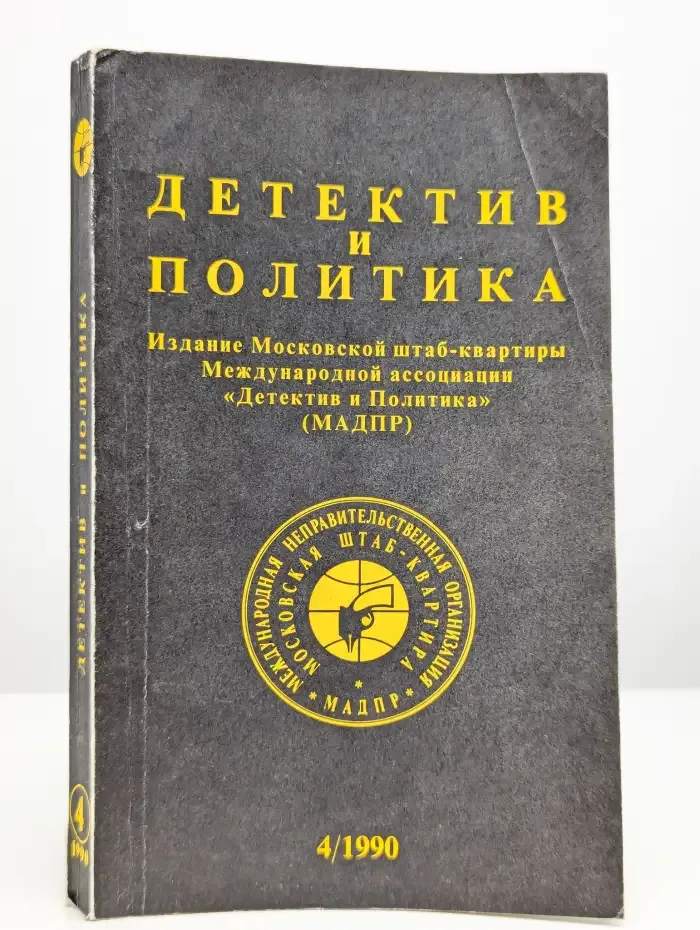 ДЕТЕКТИВ
и
ПОЛИТИКА
Издание Московской штаб-квартиры
Международной ассоциации
«Детектив и Политика»
(МАДПР)
МЕЖДУНАРОДНАЯ НЕПРАВИТЕЛЬСТВЕННАЯ ОРГАНИЗАЦИЯ
МОСКОВСКАЯ ШТАБ-КВАРТИРА
* МАДПР *
4/1990
ДЕТЕКТИВ и ПОЛИТИКА
4
1990